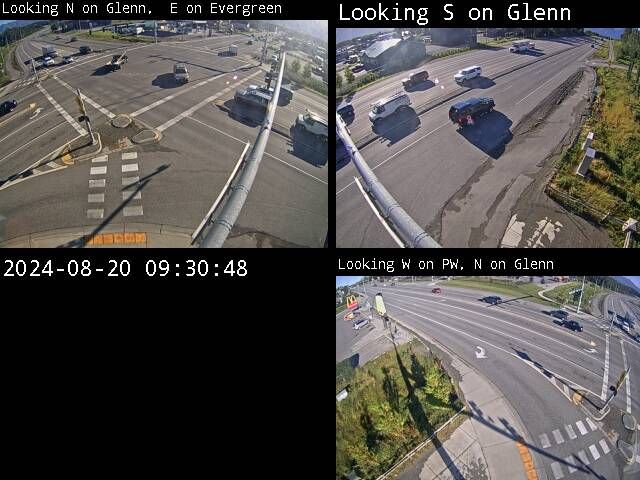 Looking N on Glenn,  E on Evergreen
Looking S on Glenn
2024-08-20 09:30:48
Looking W on PW, N on Glenn